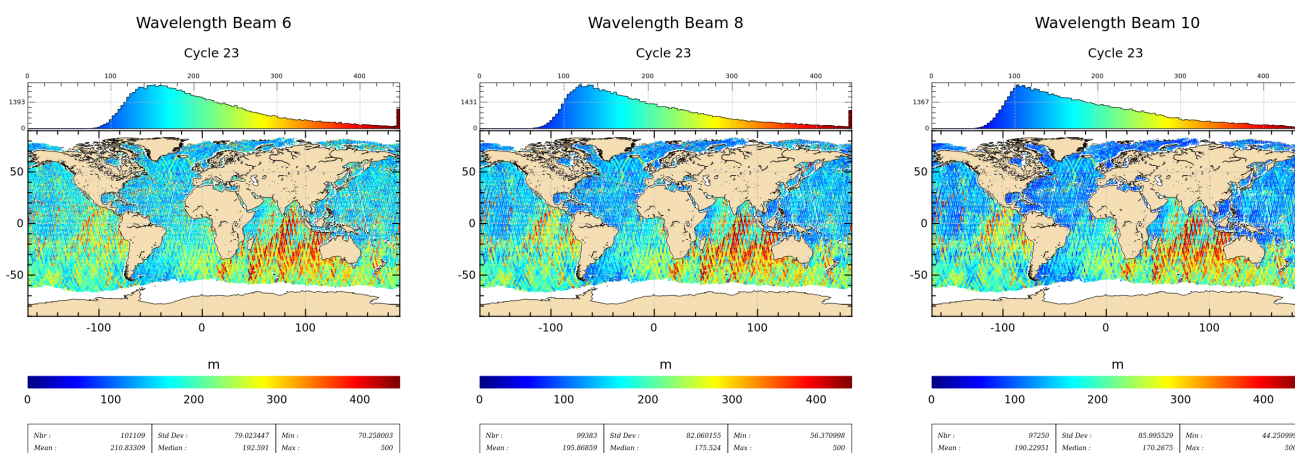 Wavelength Beam 6
Cycle 23
0 100 200 300 400
1393
0
50
0
-50
-100 0 100
m
0 100 200 300 400
Nbr : 101109 Std Dev : 79.023447 Min : 70.258003
Mean : 210.83309 Median : 192.591 Max : 500
Wavelength Beam 8
Cycle 23
0 100 200 300 400
1431
0
50
0
-50
-100 0 100
m
0 100 200 300 400
Nbr : 99383 Std Dev : 82.060155 Min : 56.370998
Mean : 195.86859 Median : 175.524 Max : 500
Wavelength Beam 10
Cycle 23
0 100 200 300 400
1367
0
50
0
-50
-100 0 100
m
0 100 200 300 400
Nbr : 97250 Std Dev : 85.995529 Min : 44.250999
Mean : 190.22951 Median : 170.2675 Max : 500